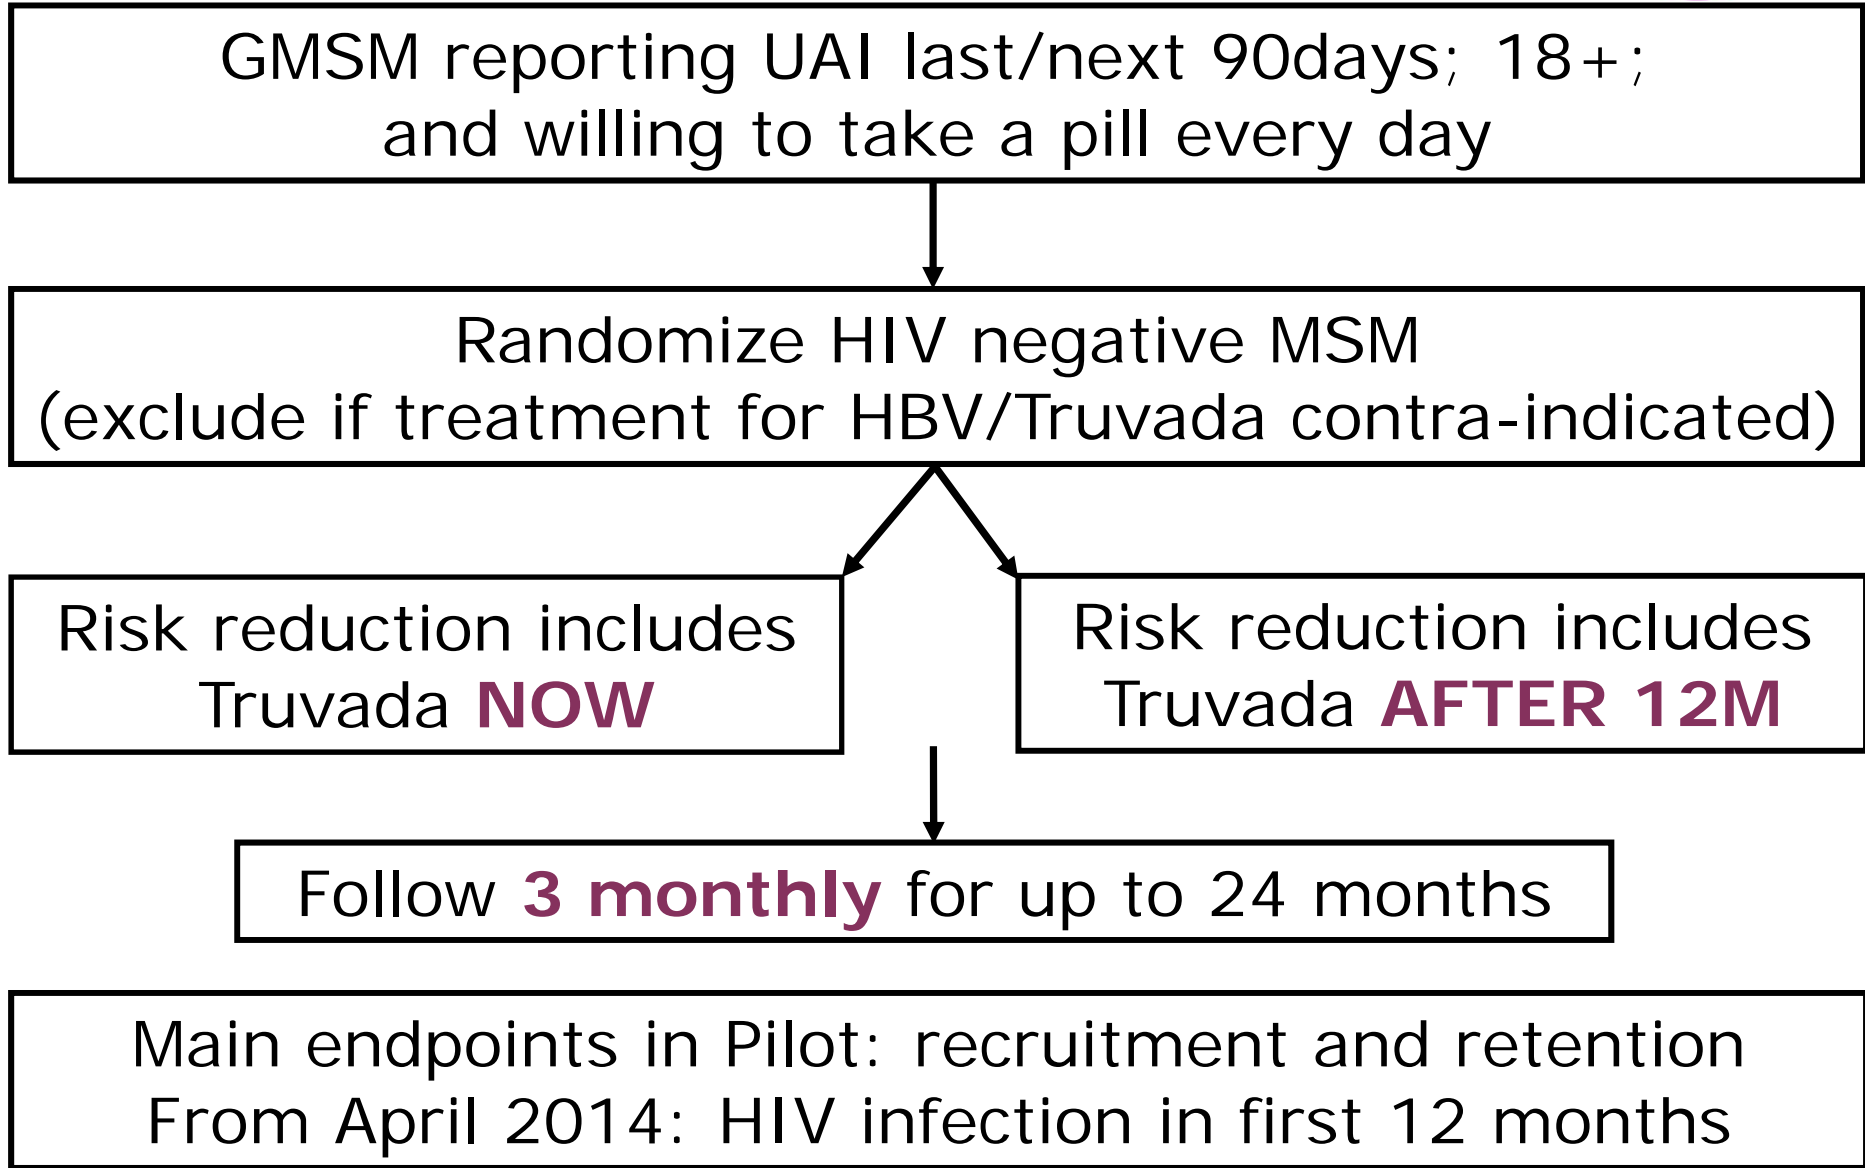 GMSM reporting UAI last/next 90days; 18+;
and willing to take a pill every day
Randomize HIV negative MSM
(exclude if treatment for HBV/Truvada contra-indicated)
Risk reduction includes
Truvada NOW
Risk reduction includes
Truvada AFTER 12M
Follow 3 monthly for up to 24 months
Main endpoints in Pilot: recruitment and retention
From April 2014: HIV infection in first 12 months